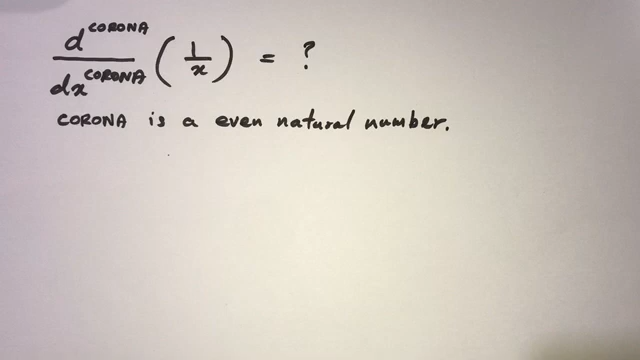 d^CORONA/dx^CORONA (1/x) = ?
CORONA is a even natural number.